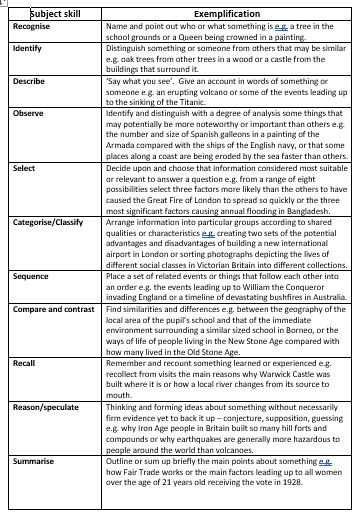 Subject skill Exemplification
Recognise Name and point out who or what something is e.g. a tree in the
school grounds or a Queen being crowned in a painting.
Identify Distinguish something or someone from others that may be similar
e.g. oak trees from other trees in a wood or a castle from the
buildings that surround it.
Describe 'Say what you see'. Give an account in words of something or
someone e.g. an erupting volcano or some of the events leading up
to the sinking of the Titanic.
Observe Identify and distinguish with a degree of analysis some things that
may potentially be more noteworthy or important than others e.g.
the number and size of Spanish galleons in a painting of the
Armada compared with the ships of the English navy, or that some
places along a coast are being eroded by the sea faster than others.
Select Decide upon and choose that information considered most suitable
or relevant to answer a question e.g. from a range of eight
possibilities select three factors more likely than the others to have
caused the Great Fire of London to spread so quickly or the three
most significant factors causing annual flooding in Bangladesh.
Categorise/Classify Arrange information into particular groups according to shared
qualities or characteristics e.g. creating two sets of the potential
advantages and disadvantages of building a new international
airport in London or sorting photographs depicting the lives of
different social classes in Victorian Britain into different collections.
Sequence Place a set of related events or things that follow each other into
an order e.g. the events leading up to William the Conqueror
invading England or a timeline of devastating bushfires in Australia.
Compare and contrast Find similarities and differences e.g. between the geography of the
local area of the pupil's school and that of the immediate
environment surrounding a similar sized school in Borneo, or the
ways of life of people living in the New Stone Age compared with
how many lived in the Old Stone Age.
Recall Remember and recount something learned or experienced e.g.
recollect from visits the main reasons why Warwick Castle was
built where it is or how a local river changes from its source to
mouth.
Reason/speculate Thinking and forming ideas about something without necessarily
firm evidence yet to back it up – conjecture, supposition, guessing
e.g. why Iron Age people in Britain built so many hill forts and
compounds or why earthquakes are generally more hazardous to
people around the world than volcanoes.
Summarise Outline or sum up briefly the main points about something e.g.
how Fair Trade works or the main factors leading up to all women
over the age of 21 years old receiving the vote in 1928.